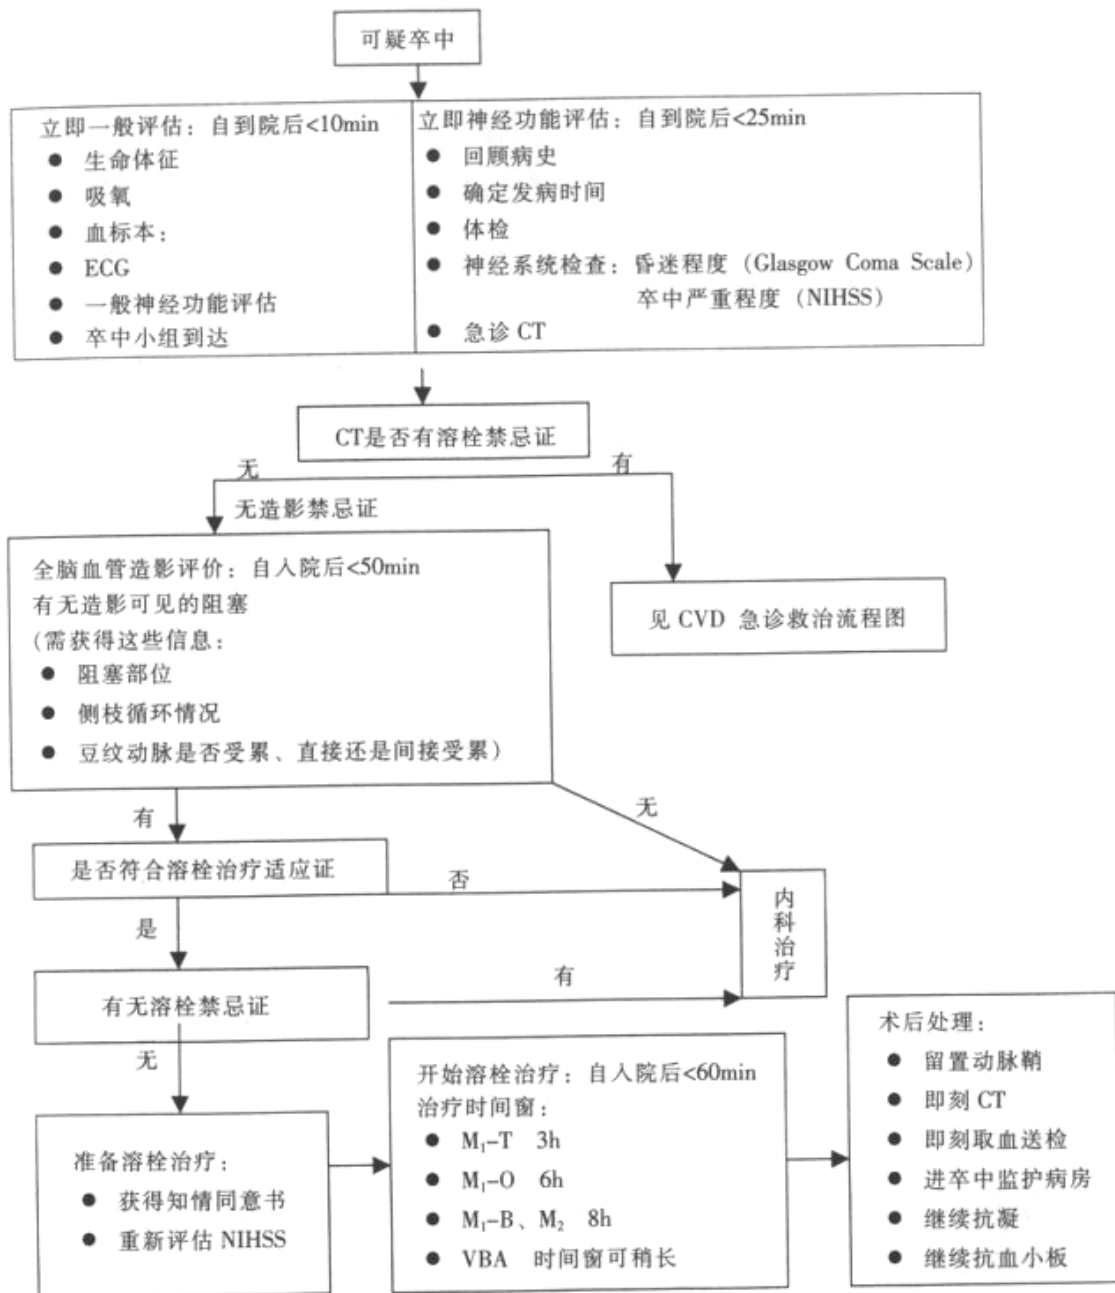 可疑卒中
立即一般评估：自到院后<10min
● 生命体征
● 吸氧
● 血标本：
● ECG
● 一般神经功能评估
● 卒中小组到达
立即神经功能评估：自到院后<25min
● 回顾病史
● 确定发病时间
● 体检
● 神经系统检查：昏迷程度（Glasgow Coma Scale）
卒中严重程度（NIHSS）
● 急诊 CT
CT是否有溶栓禁忌证
无
有
无造影禁忌证
全脑血管造影评价：自入院后<50min
有无造影可见的阻塞
(需获得这些信息：
● 阻塞部位
● 侧枝循环情况
● 豆纹动脉是否受累、直接还是间接受累）
见 CVD 急诊救治流程图
有
无
是否符合溶栓治疗适应证
否
内科治疗
是
有无溶栓禁忌证
有
无
准备溶栓治疗：
● 获得知情同意书
● 重新评估 NIHSS
开始溶栓治疗：自入院后<60min
治疗时间窗：
● M₁-T 3h
● M₁-O 6h
● M₁-B、M₂ 8h
● VBA 时间窗可稍长
术后处理：
● 留置动脉鞘
● 即刻 CT
● 即刻取血送检
● 进卒中监护病房
● 继续抗凝
● 继续抗血小板